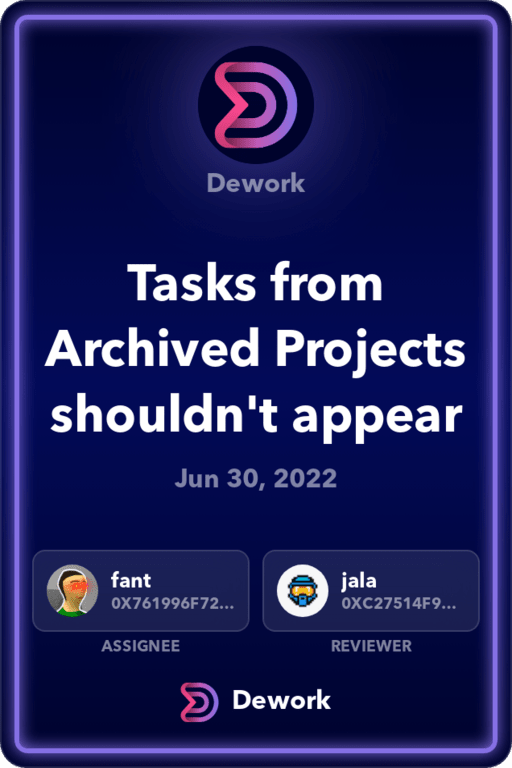 Dework
Tasks from
Archived Projects
shouldn't appear
Jun 30, 2022
fant
0X761996F72...
jala
0XC27514F9...
ASSIGNEE
REVIEWER
Dework